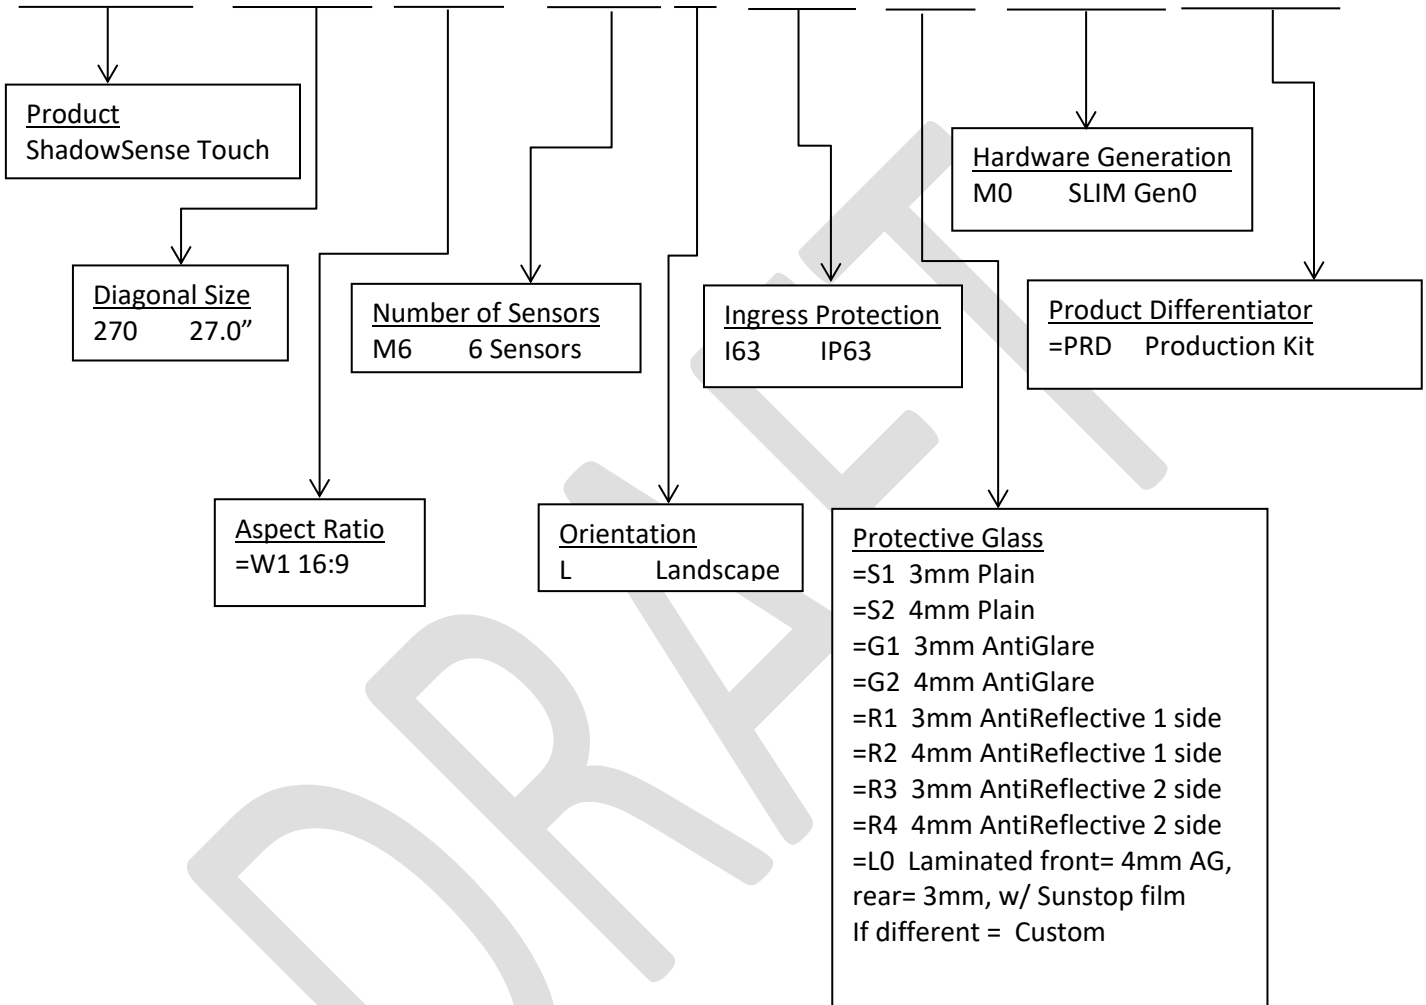 Product
ShadowSense Touch
Hardware Generation
M0 SLIM Gen0
Diagonal Size
270 27.0”
Number of Sensors
M6 6 Sensors
Ingress Protection
I63 IP63
Product Differentiator
=PRD Production Kit
Aspect Ratio
=W1 16:9
Orientation
L Landscape
Protective Glass
=S1 3mm Plain
=S2 4mm Plain
=G1 3mm AntiGlare
=G2 4mm AntiGlare
=R1 3mm AntiReflective 1 side
=R2 4mm AntiReflective 1 side
=R3 3mm AntiReflective 2 side
=R4 4mm AntiReflective 2 side
=L0 Laminated front= 4mm AG,
rear= 3mm, w/ Sunstop film
If different = Custom
DRAFT